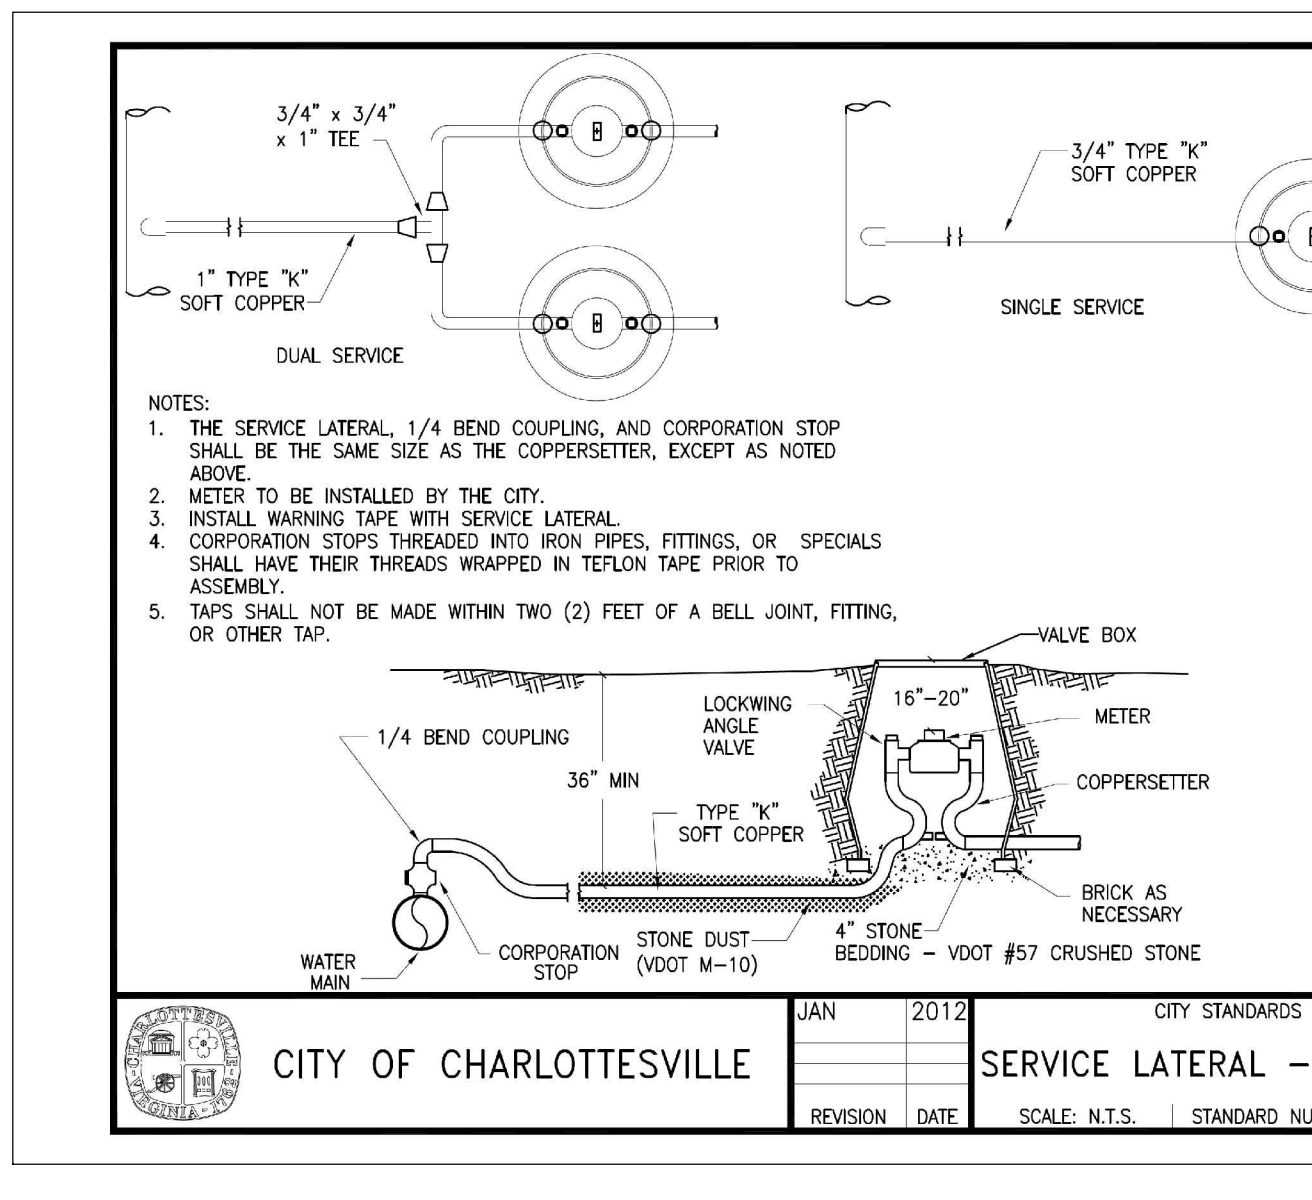 3/4" x 3/4"
x 1" TEE
1" TYPE "K"
SOFT COPPER
DUAL SERVICE
3/4" TYPE "K"
SOFT COPPER
SINGLE SERVICE
NOTES:
1. THE SERVICE LATERAL, 1/4 BEND COUPLING, AND CORPORATION STOP
SHALL BE THE SAME SIZE AS THE COPPERSETTER, EXCEPT AS NOTED
ABOVE.
2. METER TO BE INSTALLED BY THE CITY.
3. INSTALL WARNING TAPE WITH SERVICE LATERAL.
4. CORPORATION STOPS THREADED INTO IRON PIPES, FITTINGS, OR SPECIALS
SHALL HAVE THEIR THREADS WRAPPED IN TEFLON TAPE PRIOR TO
ASSEMBLY.
5. TAPS SHALL NOT BE MADE WITHIN TWO (2) FEET OF A BELL JOINT, FITTING,
OR OTHER TAP.
VALVE BOX
16"-20"
LOCKWING
ANGLE
VALVE
METER
1/4 BEND COUPLING
36" MIN
COPPERSETTER
TYPE "K"
SOFT COPPER
BRICK AS
NECESSARY
4" STONE
BEDDING - VDOT #57 CRUSHED STONE
STONE DUST
(VDOT M-10)
CORPORATION
STOP
WATER
MAIN
CHARLOTTESVILLE
VIRGINIA - 1762
CITY OF CHARLOTTESVILLE
JAN 2012
REVISION DATE
CITY STANDARDS
SERVICE LATERAL -
SCALE: N.T.S.
STANDARD NU